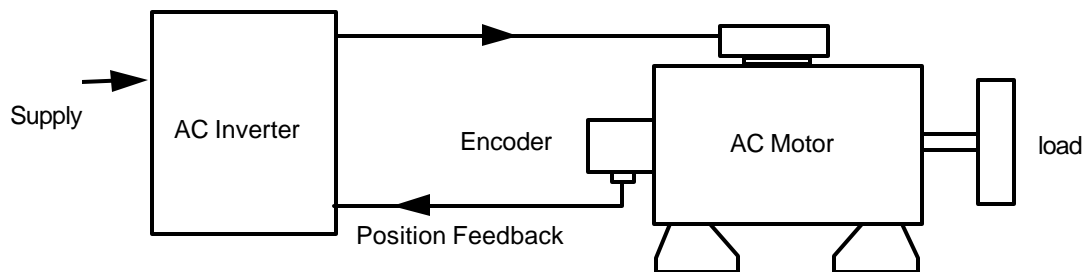 Supply
AC Inverter
Encoder
AC Motor
load
Position Feedback